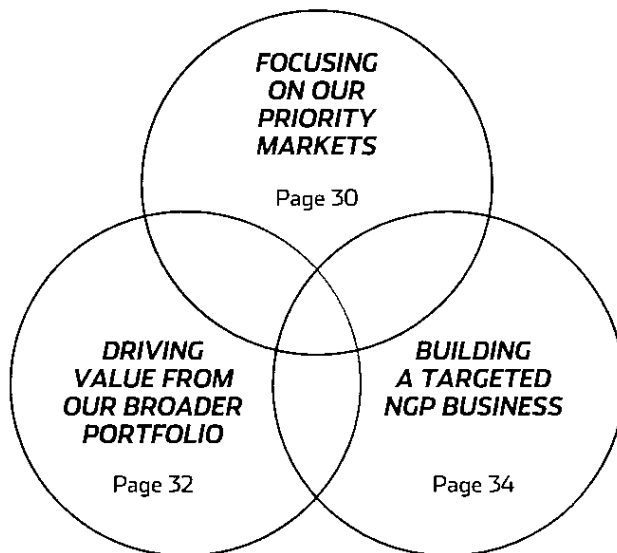 FOCUSING
ON OUR
PRIORITY
MARKETS
Page 30
DRIVING
VALUE FROM
OUR BROADER
PORTFOLIO
Page 32
BUILDING
A TARGETED
NGP BUSINESS
Page 34